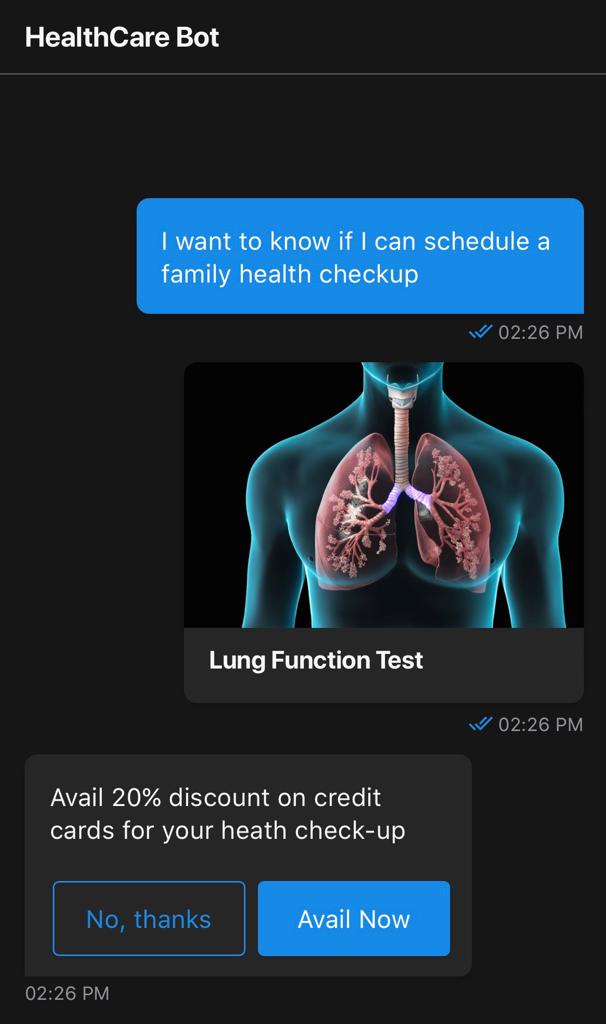 HealthCare Bot
I want to know if I can schedule a
family health checkup
02:26 PM
Lung Function Test
02:26 PM
Avail 20% discount on credit
cards for your heath check-up
No, thanks
Avail Now
02:26 PM